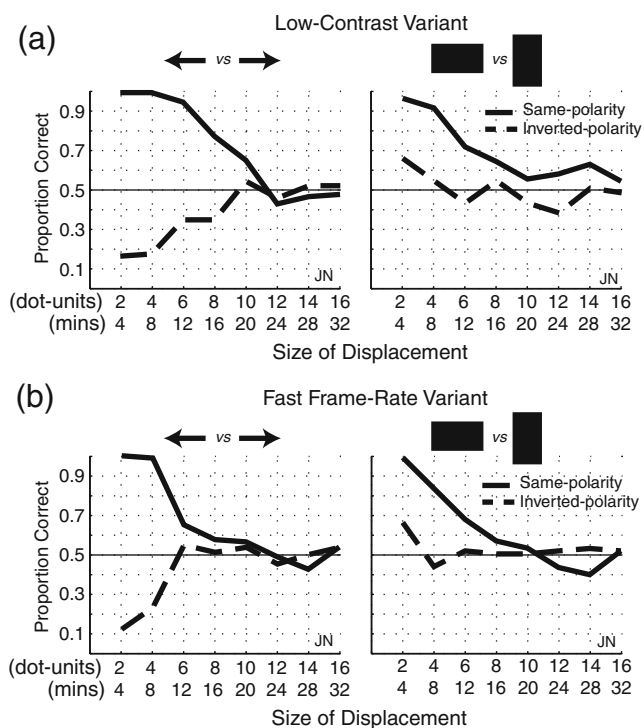 (a)
Low-Contrast Variant
vs
vs
Proportion Correct
0.9
0.7
0.5
0.3
0.1
Same-polarity
Inverted-polarity
JN
JN
(dot-units) 2 4 6 8 10 12 14 16 2 4 6 8 10 12 14 16
(mins) 4 8 12 16 20 24 28 32 4 8 12 16 20 24 28 32
Size of Displacement
(b)
Fast Frame-Rate Variant
vs
vs
Proportion Correct
0.9
0.7
0.5
0.3
0.1
Same-polarity
Inverted-polarity
JN
JN
(dot-units) 2 4 6 8 10 12 14 16 2 4 6 8 10 12 14 16
(mins) 4 8 12 16 20 24 28 32 4 8 12 16 20 24 28 32
Size of Displacement